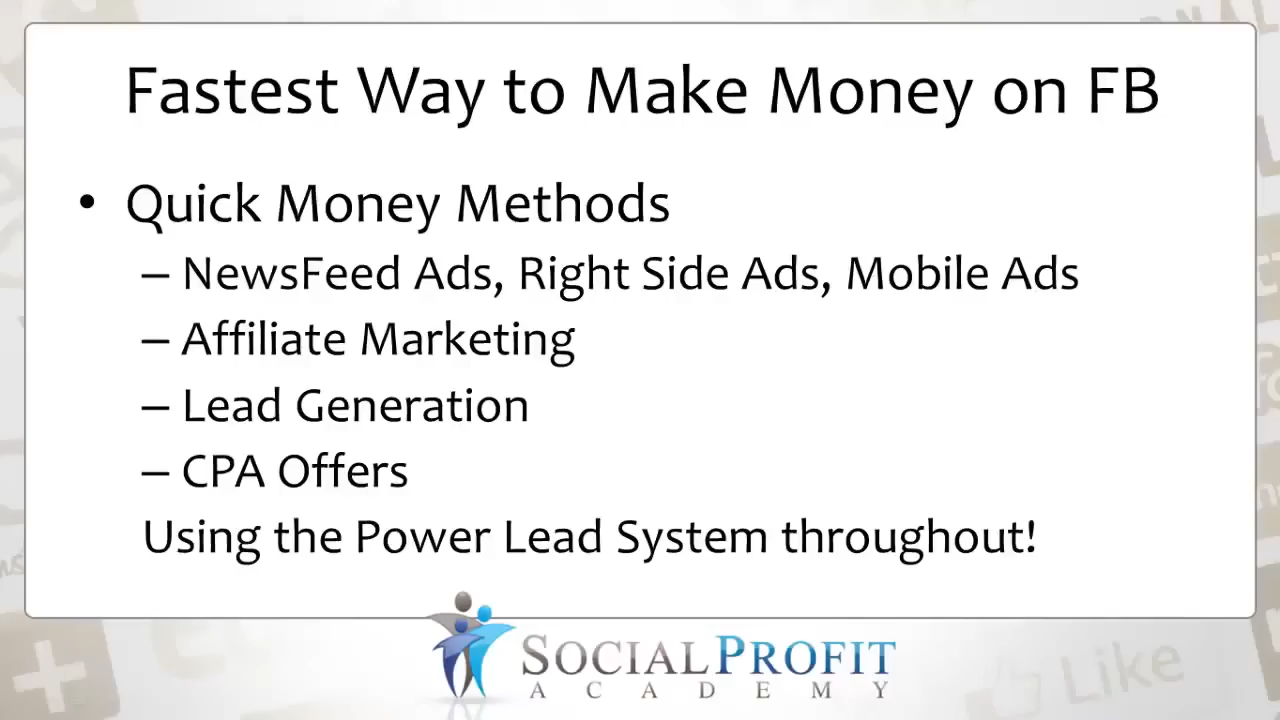 Fastest Way to Make Money on FB
• Quick Money Methods
– NewsFeed Ads, Right Side Ads, Mobile Ads
– Affiliate Marketing
– Lead Generation
– CPA Offers
Using the Power Lead System throughout!
SOCIAL PROFIT
ACADEMY
Like